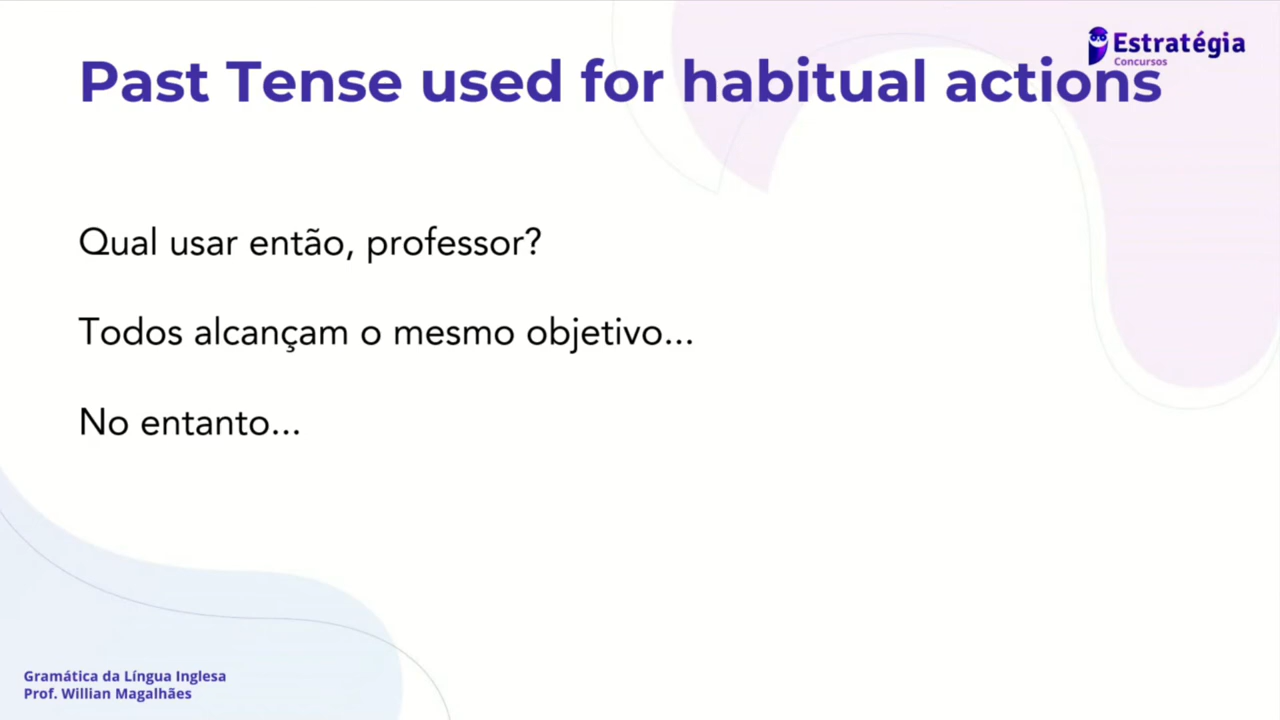 Estratégia
Concursos
Past Tense used for habitual actions
Qual usar então, professor?
Todos alcançam o mesmo objetivo...
No entanto...
Gramática da Língua Inglesa
Prof. Willian Magalhães